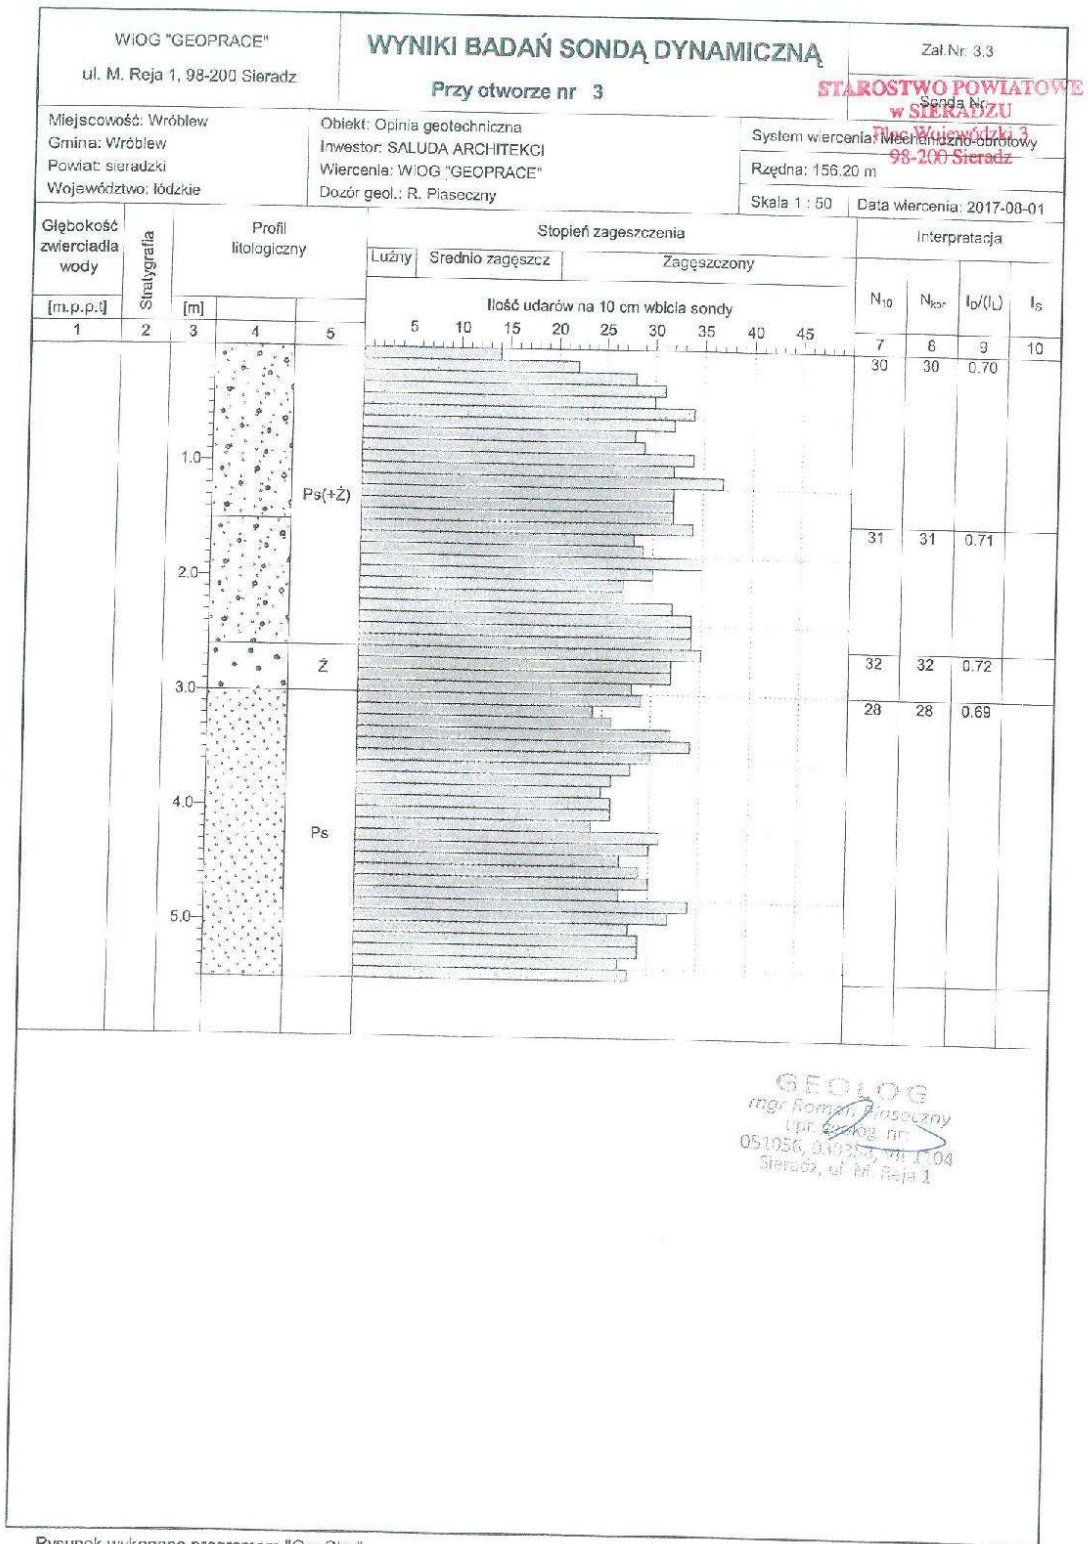 WiOG "GEOPRACE"
ul. M. Reja 1, 98-200 Sieradz
WYNIKI BADAŃ SONDĄ DYNAMICZNĄ
Przy otworze nr 3
Zał.Nr. 3.3
Sonda Nr:
STAROSTWO POWIATOWE
w SIERADZU
Plac Wojewódzki 3
98-200 Sieradz
Miejscowość: Wróblew
Gmina: Wróblew
Powiat: sieradzki
Województwo: łódzkie
Obiekt: Opinia geotechniczna
Inwestor: SALUDA ARCHITEKCI
Wiercenie: WiOG "GEOPRACE"
Dozór geol.: R. Piaseczny
System wiercenia: Mechaniczno-obrotowy
Rzędna: 156.20 m
Skala 1 : 50 Data wiercenia: 2017-08-01
Głębokość
zwierciadła
wody
[m.p.p.t]
Stratygrafia
Profil
litologiczny
[m]
Stopień zagęszczenia
Luźny Średnio zagęszcz Zagęszczony
Ilość udarów na 10 cm wbicia sondy
5 10 15 20 25 30 35 40 45
Interpretacja
N10 Nkor ID/(IL) IS
1 2 3 4 5 7 8 9 10
30 30 0.70
1.0
Ps(+Ż)
31 31 0.71
2.0
Ż
32 32 0.72
3.0
28 28 0.69
4.0
Ps
5.0
GEOLOG
mgr Roman Piaseczny
upr. geolog. nr:
Sieradz, ul. M. Reja 1